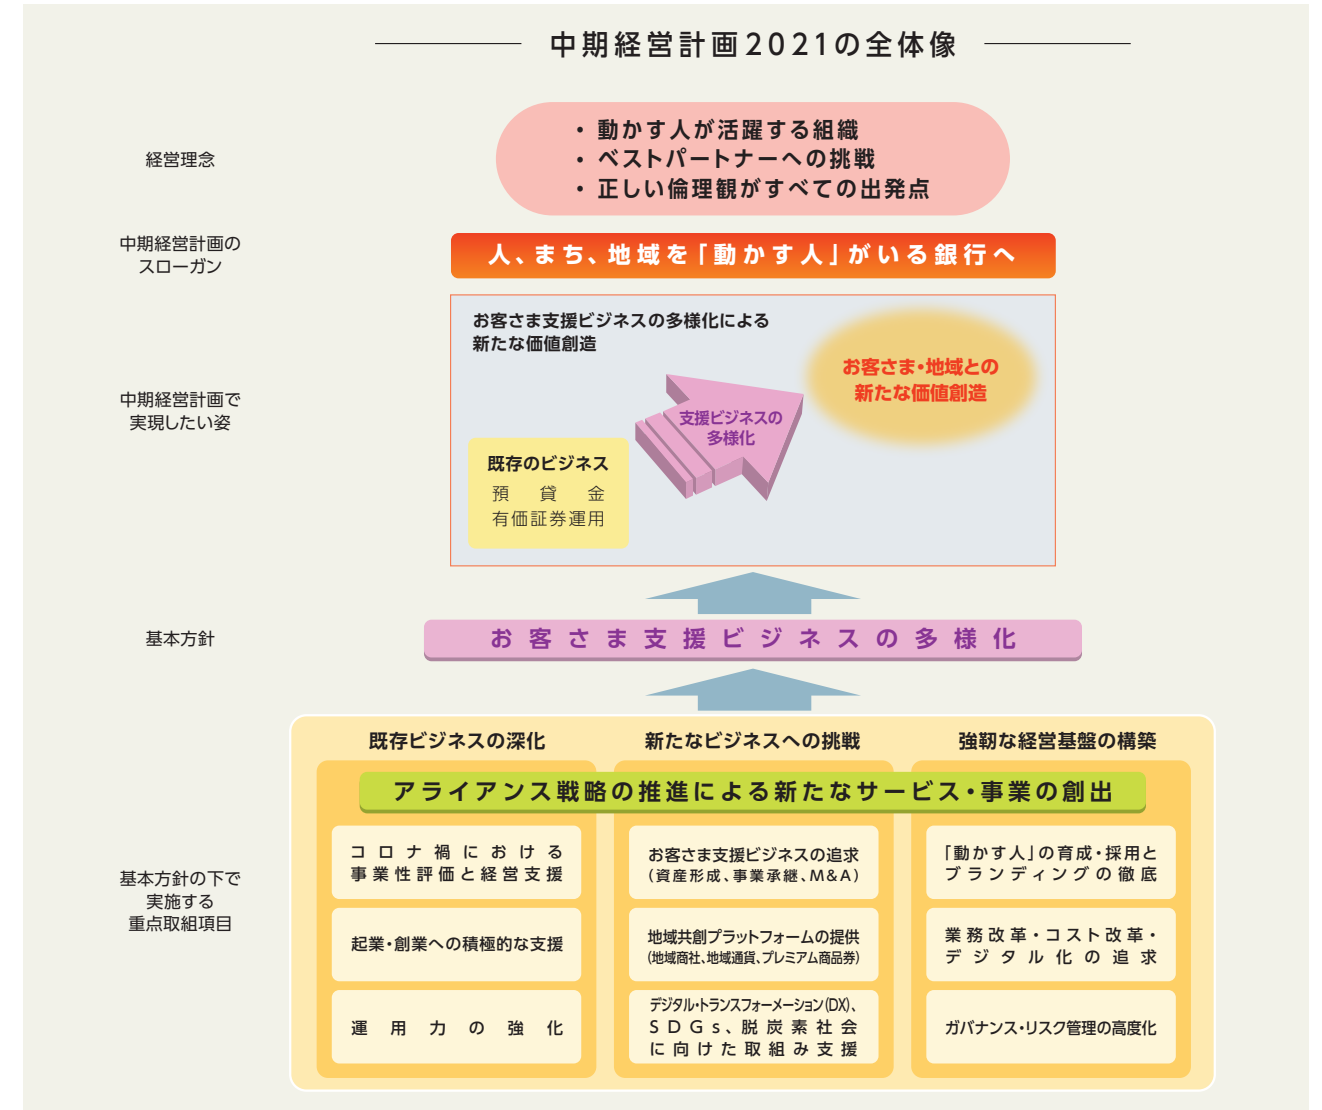 中期経営計画2021の全体像
経営理念
・ 動かす人が活躍する組織
・ ベストパートナーへの挑戦
・ 正しい倫理観がすべての出発点
中期経営計画の
スローガン
人、まち、地域を「動かす人」がいる銀行へ
中期経営計画で
実現したい姿
お客さま支援ビジネスの多様化による
新たな価値創造
お客さま・地域との
新たな価値創造
支援ビジネスの
多様化
既存のビジネス
預貸金
有価証券運用
基本方針
お客さま支援ビジネスの多様化
基本方針の下で
実施する
重点取組項目
既存ビジネスの深化
新たなビジネスへの挑戦
強靭な経営基盤の構築
アライアンス戦略の推進による新たなサービス・事業の創出
コロナ禍における
事業性評価と経営支援
起業・創業への積極的な支援
運用力の強化
お客さま支援ビジネスの追求
(資産形成、事業承継、M&A)
地域共創プラットフォームの提供
(地域商社、地域通貨、プレミアム商品券)
デジタル・トランスフォーメーション(DX)、
SDGs、脱炭素社会
に向けた取組み支援
「動かす人」の育成・採用と
ブランディングの徹底
業務改革・コスト改革・
デジタル化の追求
ガバナンス・リスク管理の高度化